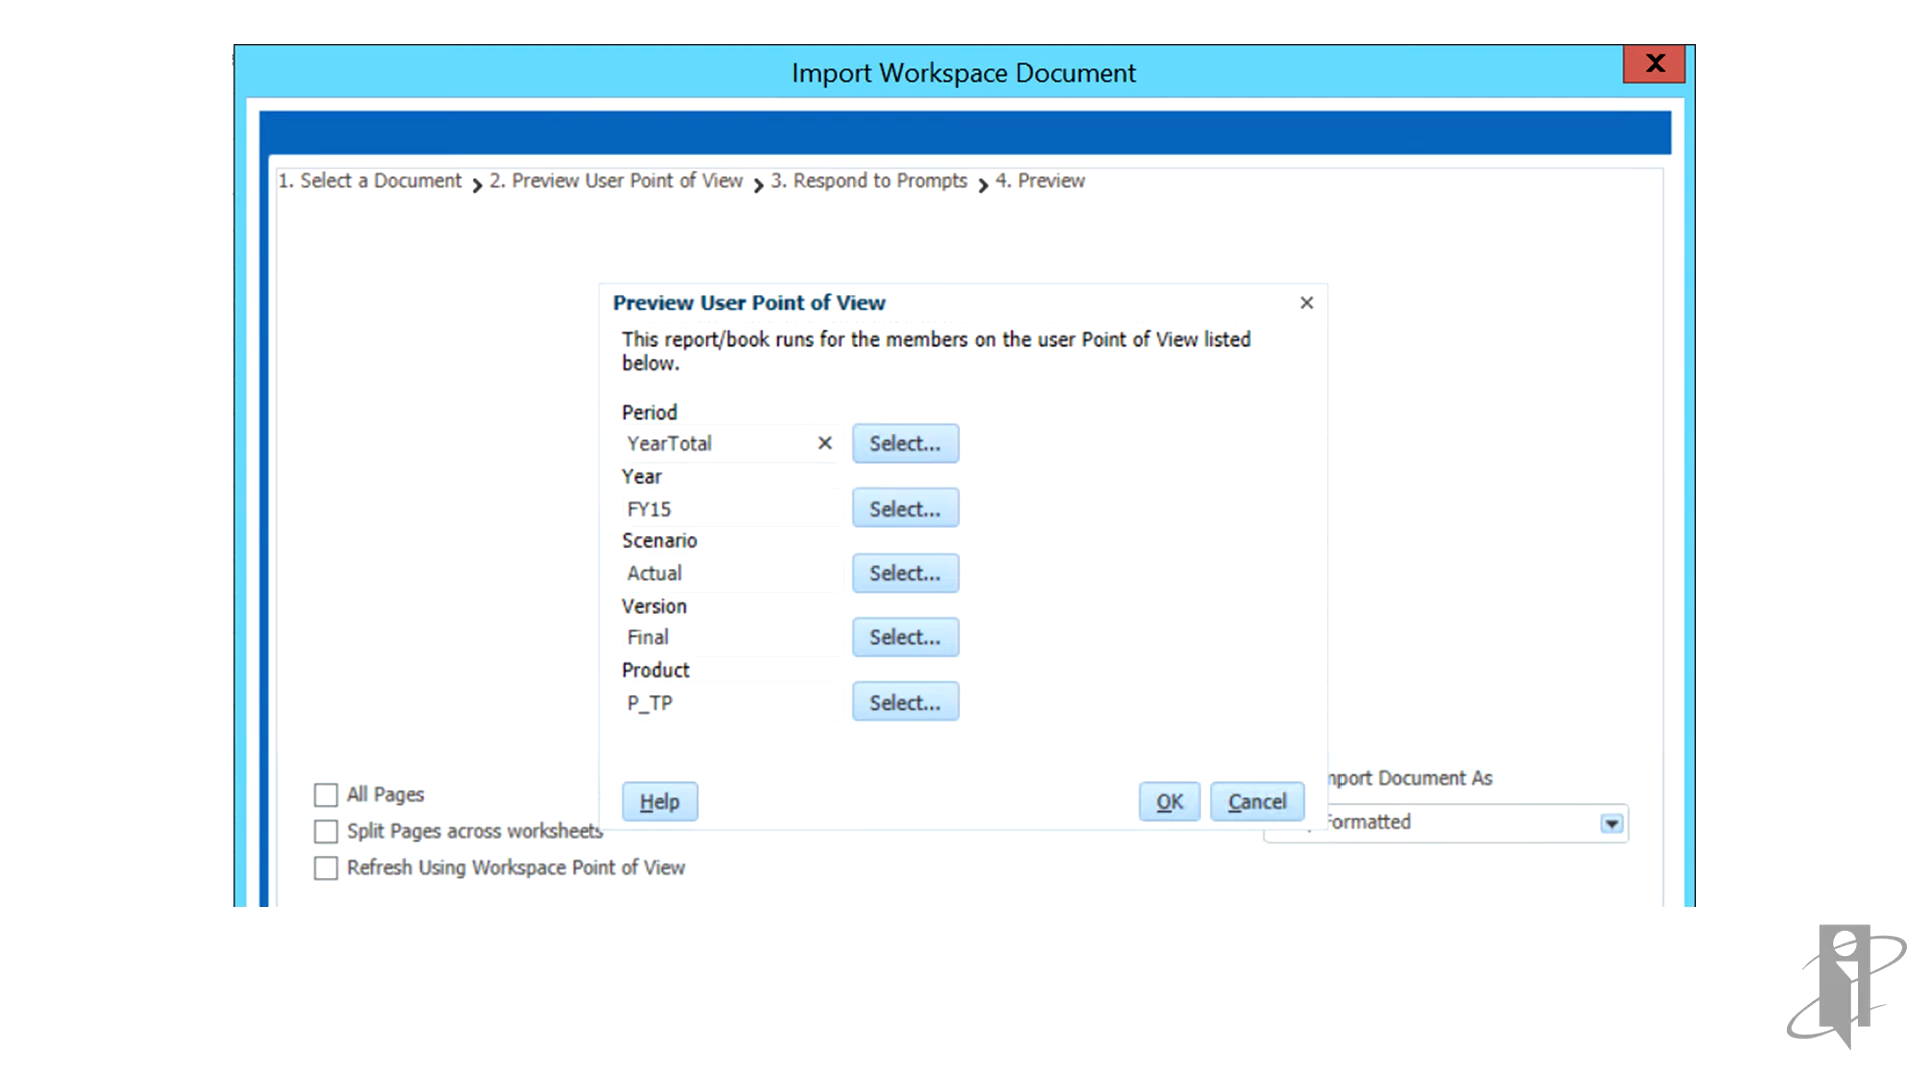 Import Workspace Document
X
1. Select a Document > 2. Preview User Point of View > 3. Respond to Prompts > 4. Preview
Preview User Point of View
This report/book runs for the members on the user Point of View listed
below.
Period
YearTotal
Select...
Year
FY15
Select...
Scenario
Actual
Select...
Version
Final
Select...
Product
P_TP
Select...
Help
OK
Cancel
Document As
All Pages
Split Pages across worksheets
Refresh Using Workspace Point of View